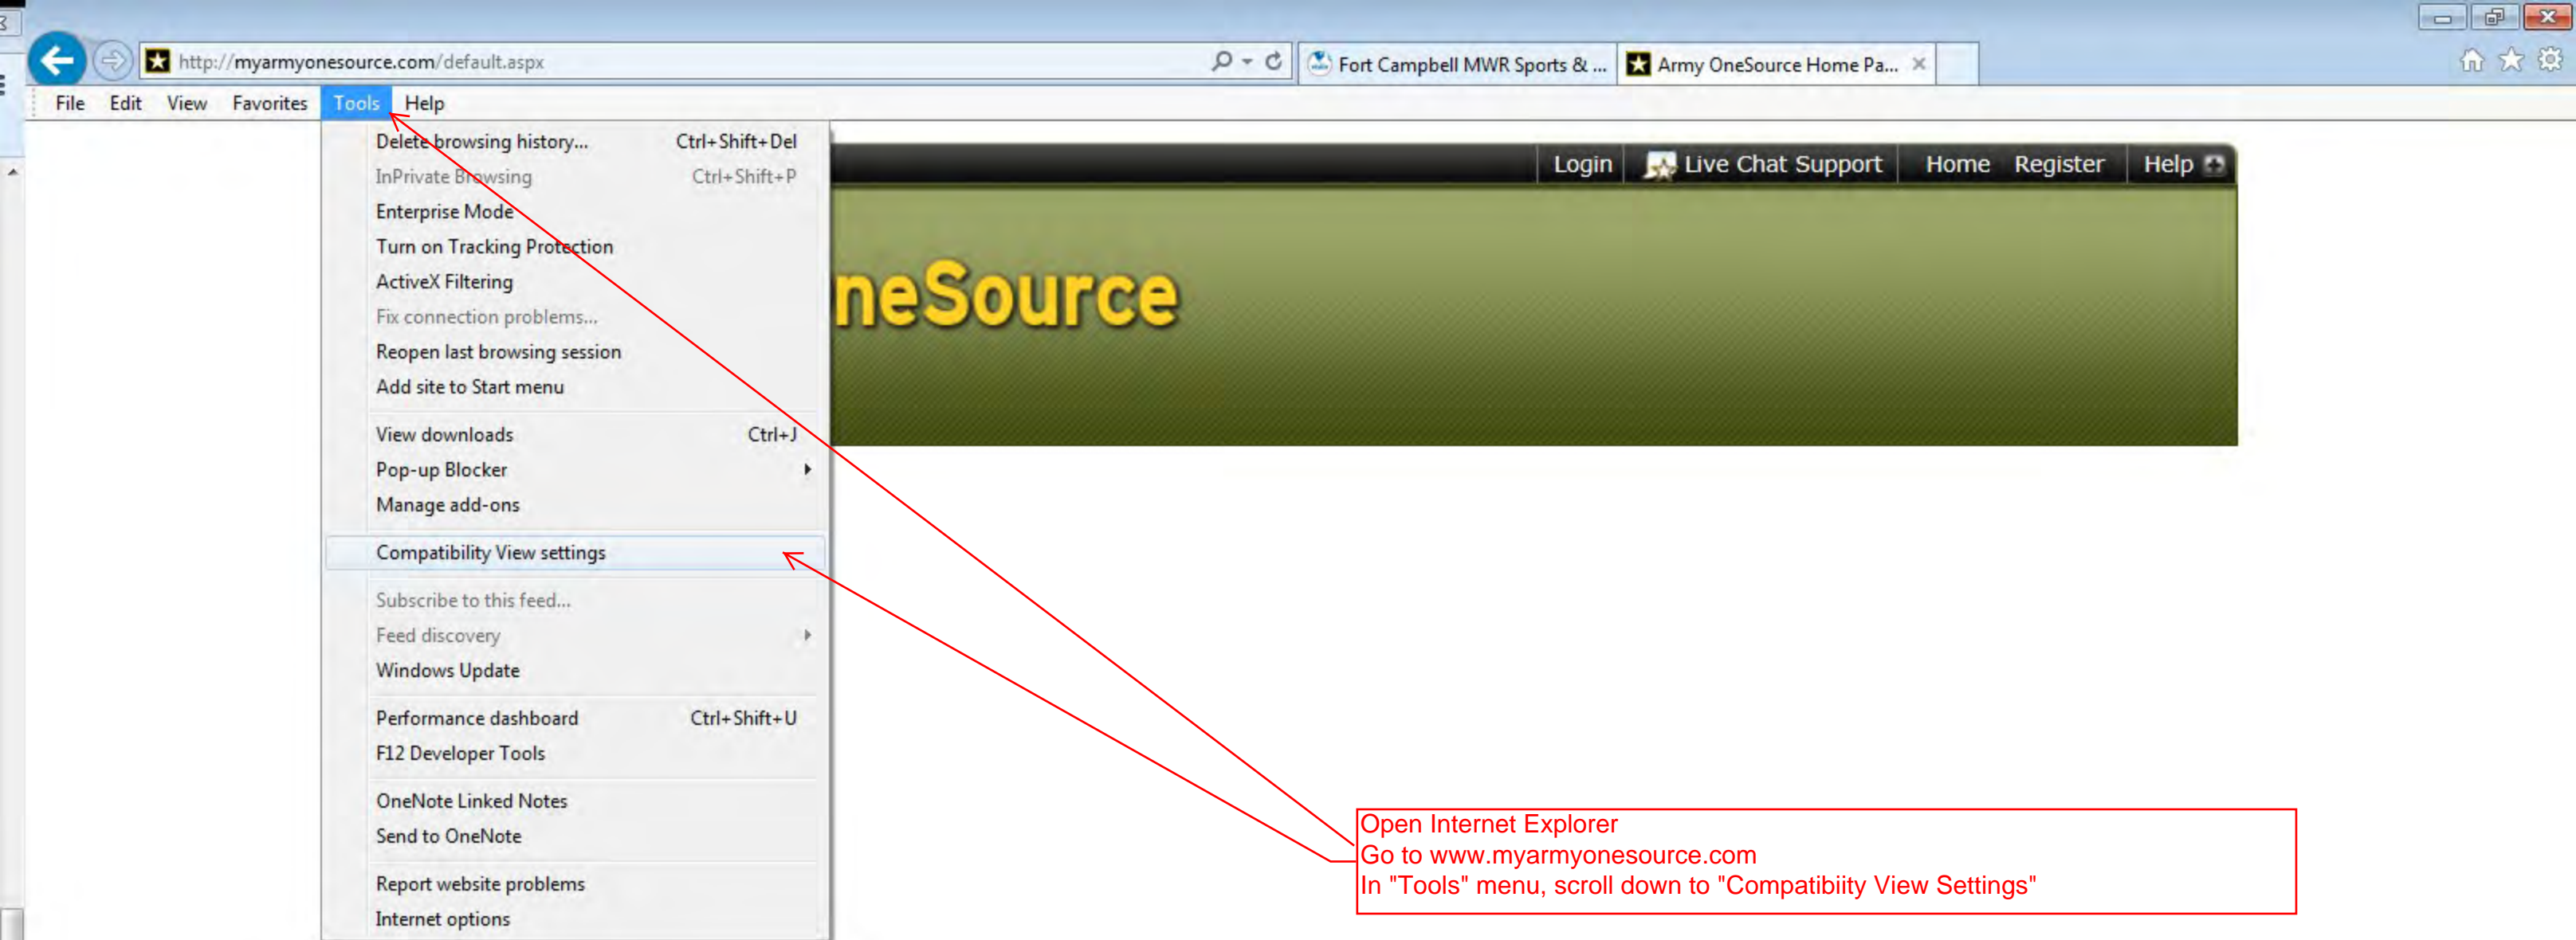 http://myarmyonesource.com/default.aspx
Fort Campbell MWR Sports & ...
Army OneSource Home Pa...
File Edit View Favorites Tools Help
Delete browsing history... Ctrl+Shift+Del
InPrivate Browsing Ctrl+Shift+P
Enterprise Mode
Turn on Tracking Protection
ActiveX Filtering
Fix connection problems...
Reopen last browsing session
Add site to Start menu
View downloads Ctrl+J
Pop-up Blocker
Manage add-ons
Compatibility View settings
Subscribe to this feed...
Feed discovery
Windows Update
Performance dashboard Ctrl+Shift+U
F12 Developer Tools
OneNote Linked Notes
Send to OneNote
Report website problems
Internet options
Login Live Chat Support Home Register Help
neSource
Open Internet Explorer
Go to www.myarmyonesource.com
In "Tools" menu, scroll down to "Compatibiity View Settings"